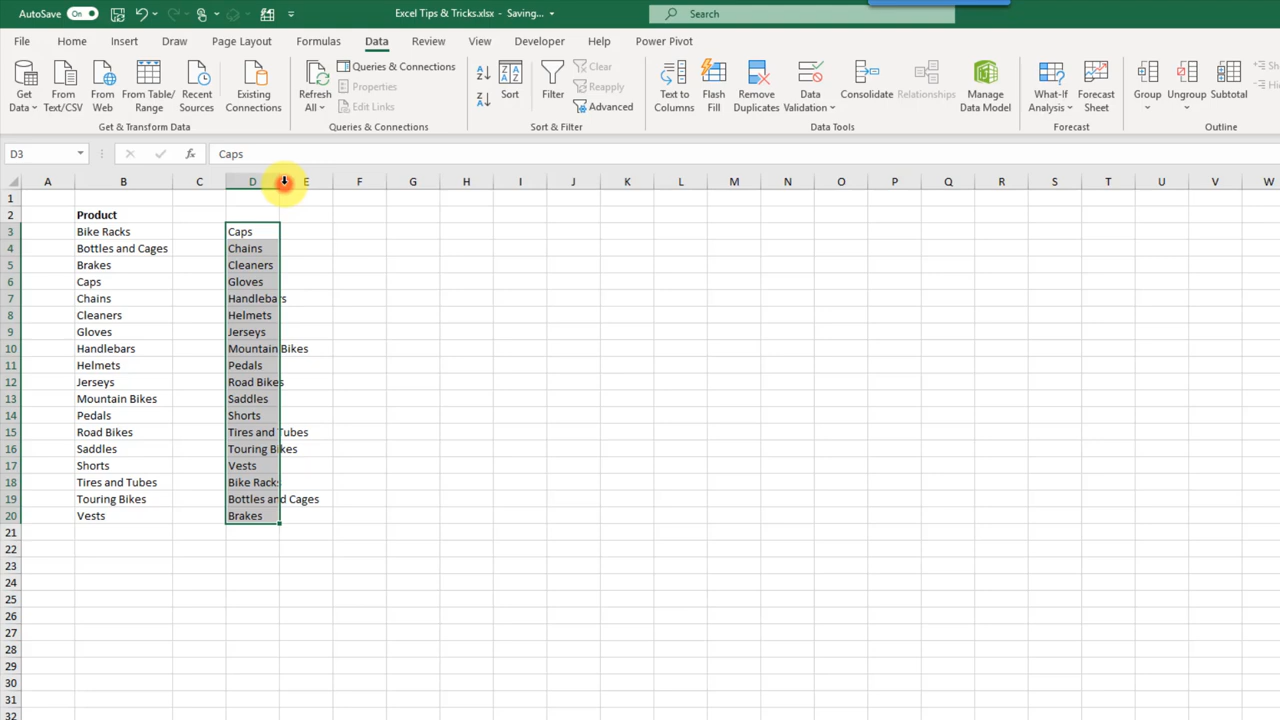 AutoSave On Excel Tips & Tricks.xlsx - Saving... Search
File Home Insert Draw Page Layout Formulas Data Review View Developer Help Power Pivot
Get Data From Text/CSV From Web From Table/Range Recent Sources Existing Connections Refresh All Queries & Connections Properties Edit Links Sort Filter Clear Reapply Advanced Text to Columns Flash Fill Remove Duplicates Data Validation Consolidate Relationships Manage Data Model What-If Analysis Forecast Sheet Group Ungroup Subtotal
Get & Transform Data Queries & Connections Sort & Filter Data Tools Forecast Outline
D3 fx Caps
A B C D E F G H I J K L M N O P Q R S T U V W
1
2 Product
3 Bike Racks Caps
4 Bottles and Cages Chains
5 Brakes Cleaners
6 Caps Gloves
7 Chains Handlebars
8 Cleaners Helmets
9 Gloves Jerseys
10 Handlebars Mountain Bikes
11 Helmets Pedals
12 Jerseys Road Bikes
13 Mountain Bikes Saddles
14 Pedals Shorts
15 Road Bikes Tires and Tubes
16 Saddles Touring Bikes
17 Shorts Vests
18 Tires and Tubes Bike Racks
19 Touring Bikes Bottles and Cages
20 Vests Brakes
21
22
23
24
25
26
27
28
29
30
31
32